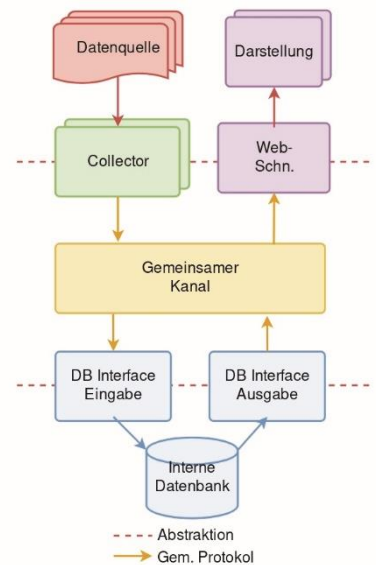 Datenquelle
Darstellung
Collector
Web-
Schn.
Gemeinsamer
Kanal
DB Interface
Eingabe
DB Interface
Ausgabe
Interne
Datenbank
Abstraktion
Gem. Protokol